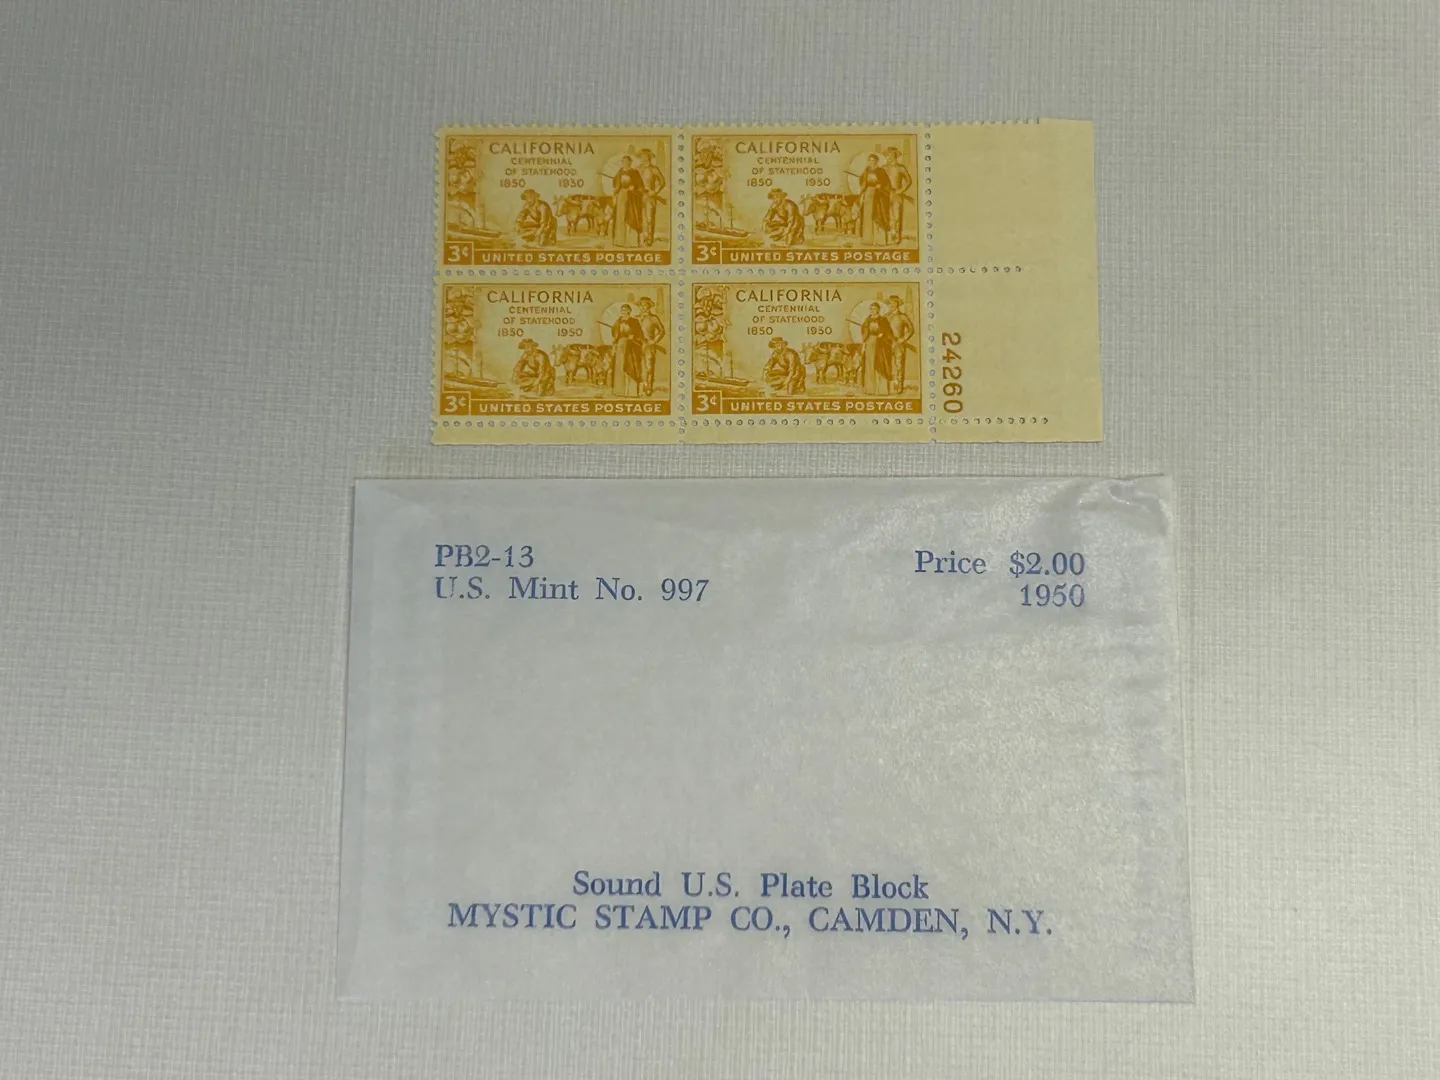 CALIFORNIA
CENTENNIAL
OF STATEHOOD
1850 1950
3¢ UNITED STATES POSTAGE
CALIFORNIA
CENTENNIAL
OF STATEHOOD
1850 1950
3¢ UNITED STATES POSTAGE
CALIFORNIA
CENTENNIAL
OF STATEHOOD
1850 1950
3¢ UNITED STATES POSTAGE
CALIFORNIA
CENTENNIAL
OF STATEHOOD
1850 1950
3¢ UNITED STATES POSTAGE
24260
PB2-13
U.S. Mint No. 997
Price $2.00
1950
Sound U.S. Plate Block
MYSTIC STAMP CO., CAMDEN, N.Y.